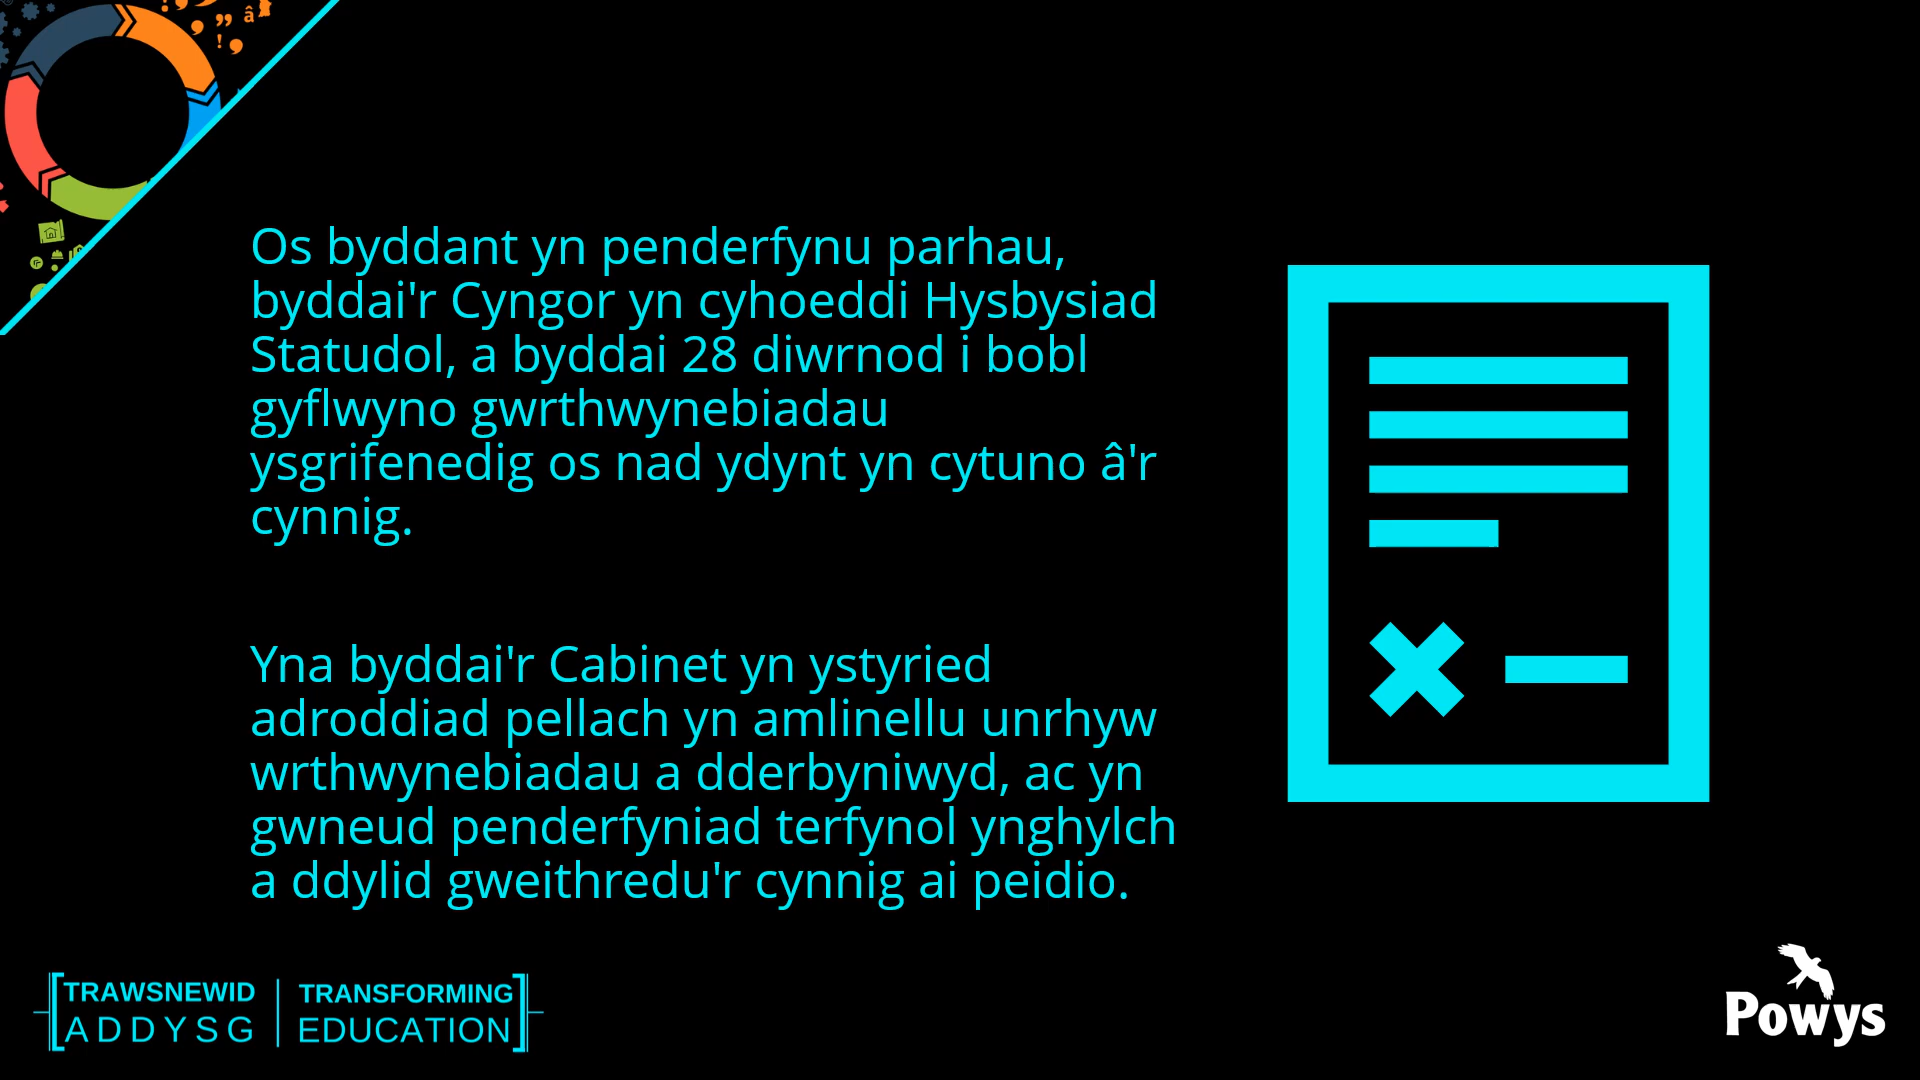 Os byddant yn penderfynu parhau,
byddai'r Cyngor yn cyhoeddi Hysbysiad
Statudol, a byddai 28 diwrnod i bobl
gyflwyno gwrthwynebiadau
ysgrifenedig os nad ydynt yn cytuno â'r
cynnig.
Yna byddai'r Cabinet yn ystyried
adroddiad pellach yn amlinellu unrhyw
wrthwynebiadau a dderbyniwyd, ac yn
gwneud penderfyniad terfynol ynghylch
a ddylid gweithredu'r cynnig ai peidio.
TRAWSNEWID
ADDYSG
TRANSFORMING
EDUCATION
Powys